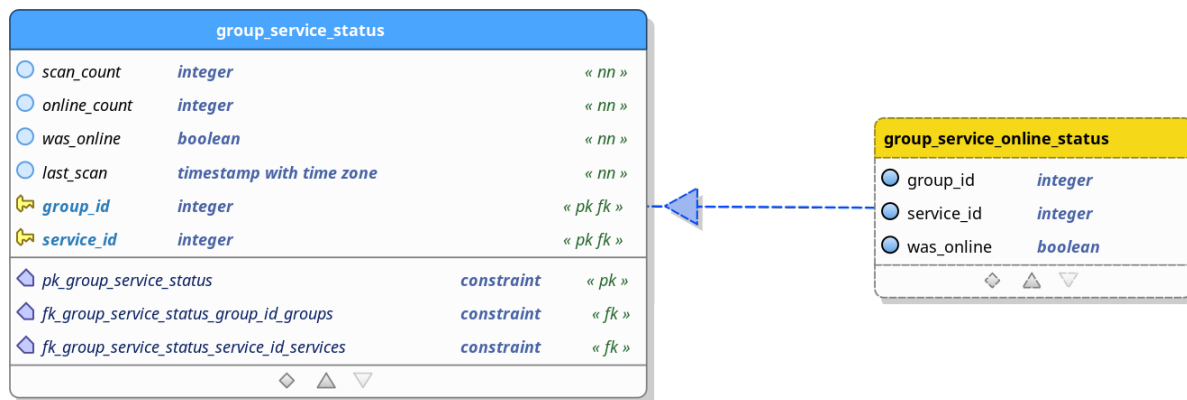 group_service_status
scan_count integer « nn »
online_count integer « nn »
was_online boolean « nn »
last_scan timestamp with time zone « nn »
group_id integer « pk fk »
service_id integer « pk fk »
pk_group_service_status constraint « pk »
fk_group_service_status_group_id_groups constraint « fk »
fk_group_service_status_service_id_services constraint « fk »
group_service_online_status
group_id integer
service_id integer
was_online boolean